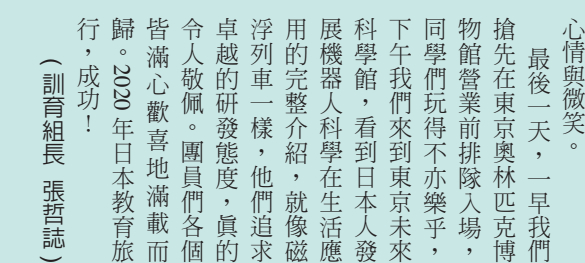 心情與微笑。
最後一天，一早我們
搶先在東京奧林匹克博
物館營業前排隊入場，
同學們玩得不亦樂乎，
下午我們來到東京未來
科學館，看到日本人發
展機器人科學在生活應
用的完整介紹，就像磁
浮列車一樣，他們追求
卓越的研發態度，真的
令人敬佩。團員們各個
皆滿心歡喜地滿載而
歸。2020 年日本教育旅
行，成功！
（訓育組長 張哲誌）